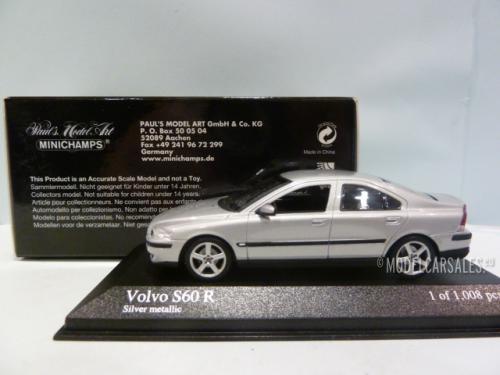 Paul's Model Art
MINICHAMPS
PAUL'S MODEL ART GmbH & Co. KG
P. O. Box 50 05 04
52089 Aachen
Fax +49 241 96 72 299
Germany
www.minichamps.de
Made in China
This Product is an Accurate Scale Model and
not a Toy.
Sammlermodell. Nicht geeignet für Kinder unter 14 Jahren.
Collectors model. Not suitable for children under 14
Article pour collectionneurs. Ne convient pas aux enfants
Automodello per collezionismo. Non adatto
Modelo para coleccionistas. No conviene
Modellen voor de verzamelaar. Niet
MODELCARSALES.eu
Volvo S60 R
Silver metallic
1 of 1.008 pcs